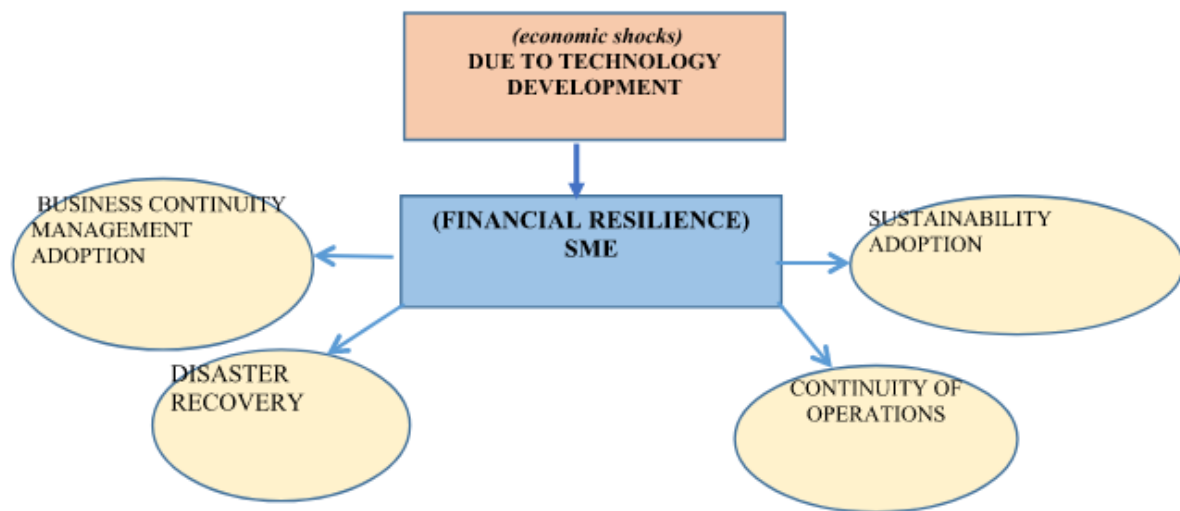 (economic shocks)
DUE TO TECHNOLOGY
DEVELOPMENT
(FINANCIAL RESILIENCE)
SME
BUSINESS CONTINUITY
MANAGEMENT
ADOPTION
SUSTAINABILITY
ADOPTION
DISASTER
RECOVERY
CONTINUITY OF
OPERATIONS